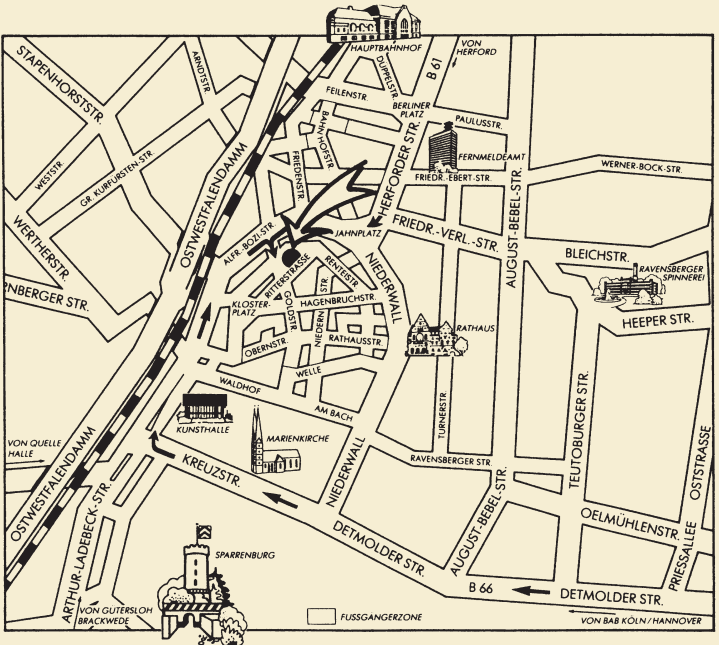 HAUPTBAHNHOF
VON
HERFORD
B 61
STAPENHORSTSTR.
ARNDTSTR.
DÜPPELSTR.
FEILENSTR.
BERLINER
PLATZ
PAULUSSTR.
BAHNHOFSTR.
FERNMELDEAMT
WESTSTR.
GR. KURFÜRSTEN-STR.
FRIEDENSTR.
HERFORDER STR.
FRIEDR.-EBERT-STR.
WERNER-BOCK-STR.
OSTWESTFALENDAMM
WERTHERSTR.
ALFR.-BOZI-STR.
JAHNPLATZ
FRIEDR.-VERL.-STR.
AUGUST-BEBEL-STR.
BLEICHSTR.
RAVENSBERGER
SPINNEREI
RNBERGER STR.
RITTERSTRASSE
RENTEISTR.
NIEDERWALL
KLOSTER-
PLATZ
GOLDSTR.
HAGENBRUCHSTR.
NIEDERN
STR.
HEEPER STR.
RATHAUS
OBERNSTR.
RATHAUSSTR.
WELLE
WALDHOF
AM BACH
KUNSTHALLE
MARIENKIRCHE
TURNERSTR.
TEUTOBURGER STR.
VON QUELLE
HALLE
KREUZSTR.
NIEDERWALL
RAVENSBERGER STR.
OSTSTRASSE
OSTWESTFALENDAMM
ARTHUR-LADEBECK-STR.
DETMOLDER STR.
AUGUST-BEBEL-STR.
OELMÜHLENSTR.
PRIESSALLEE
SPARRENBURG
B 66
DETMOLDER STR.
VON GUTERSLOH
BRACKWEDE
FUSSGANGERZONE
VON BAB KÖLN / HANNOVER